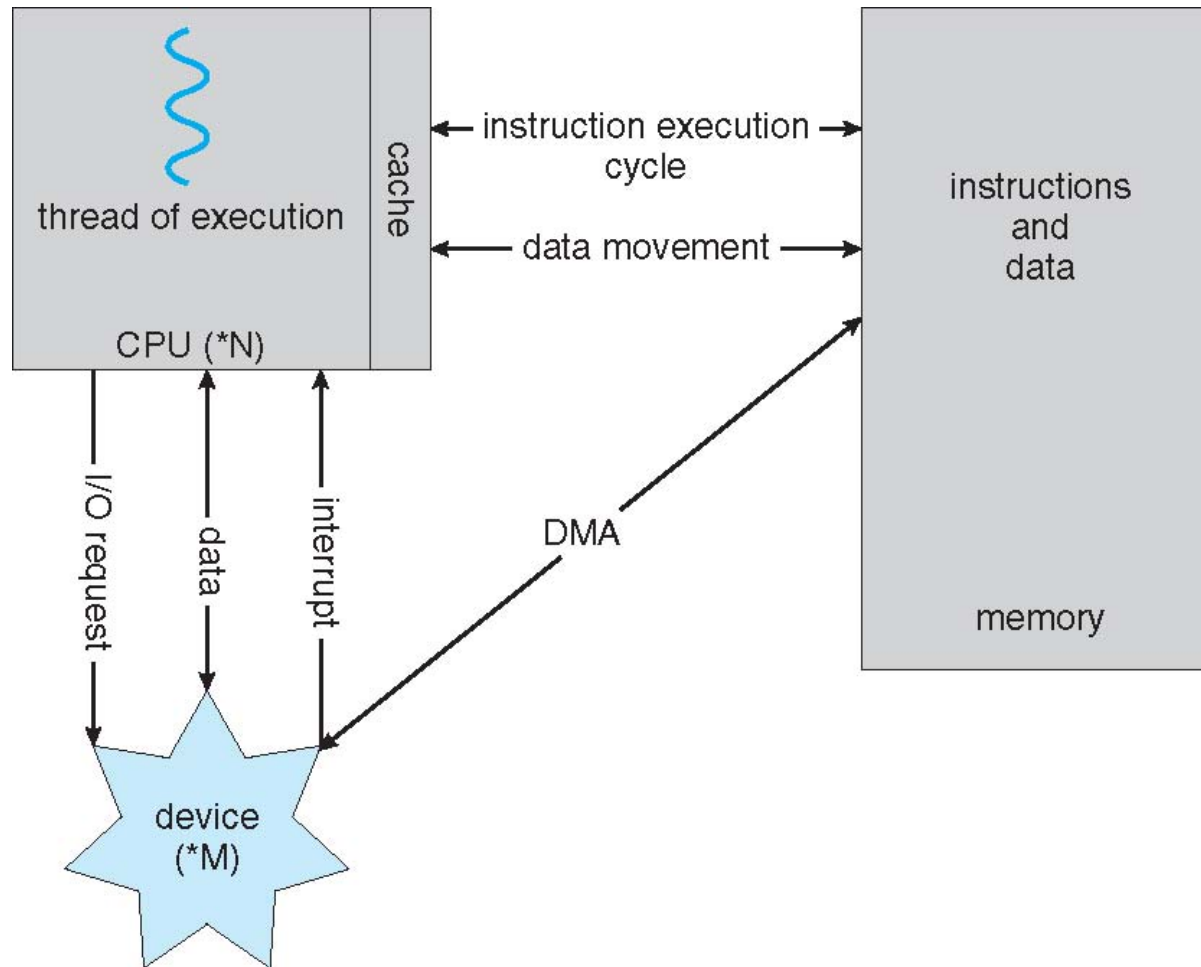 thread of execution
CPU (*N)
cache
instruction execution
cycle
data movement
instructions
and
data
memory
I/O request
data
interrupt
DMA
device
(*M)